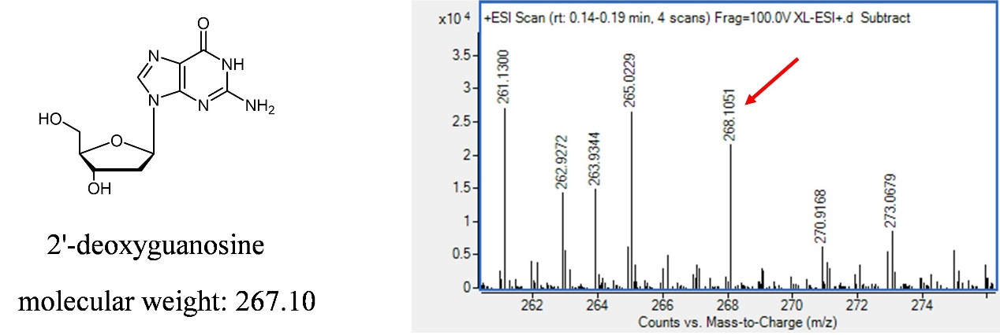 O
N
NH
N
N
NH2
HO
O
OH
2'-deoxyguanosine
molecular weight: 267.10
x10 4
+ESI Scan (rt: 0.14-0.19 min, 4 scans) Frag=100.0V XL-ESI+.d Subtract
3.5
3
2.5
2
1.5
1
0.5
0
261.1300
262.9272
263.9344
265.0229
268.1051
270.9168
273.0679
262 264 266 268 270 272 274
Counts vs. Mass-to-Charge (m/z)